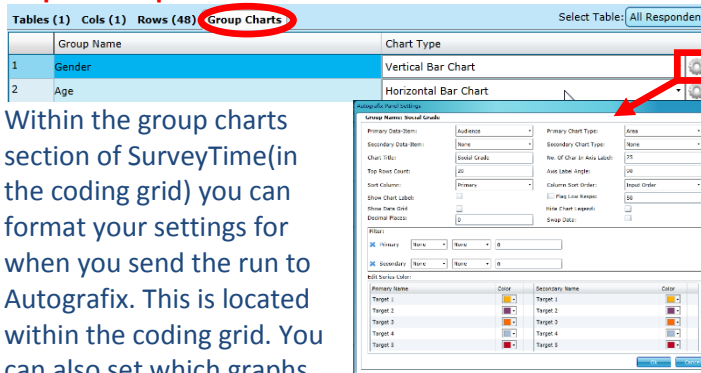 Tables (1) Cols (1) Rows (48) Group Charts Select Table: All Responden
Group Name Chart Type
1 Gender Vertical Bar Chart
2 Age Horizontal Bar Chart
Within the group charts
section of SurveyTime(in
the coding grid) you can
format your settings for
when you send the run to
Autografix. This is located
within the coding grid. You
can also set which graphs
Autografix Panel Settings
Group Name: Social Grade
Primary Data-Item: Audience Primary Chart Type: Area
Secondary Data-Item: None Secondary Chart Type: None
Chart Title: Social Grade No. Of Char In Axis Label: 25
Top Rows Count: 20 Axis Label Angle: 90
Sort Column: Primary Column Sort Order: Input Order
Show Chart Label: Flag Low Resps: 50
Show Data Grid Hide Chart Legend:
Decimal Places: 0 Swap Data:
Filter:
Primary None None 0
Secondary None None 0
Edit Series Color:
Primary Name Color Secondary Name Color
Target 1 Target 1
Target 2 Target 2
Target 3 Target 3
Target 4 Target 4
Target 5 Target 5
OK Cancel